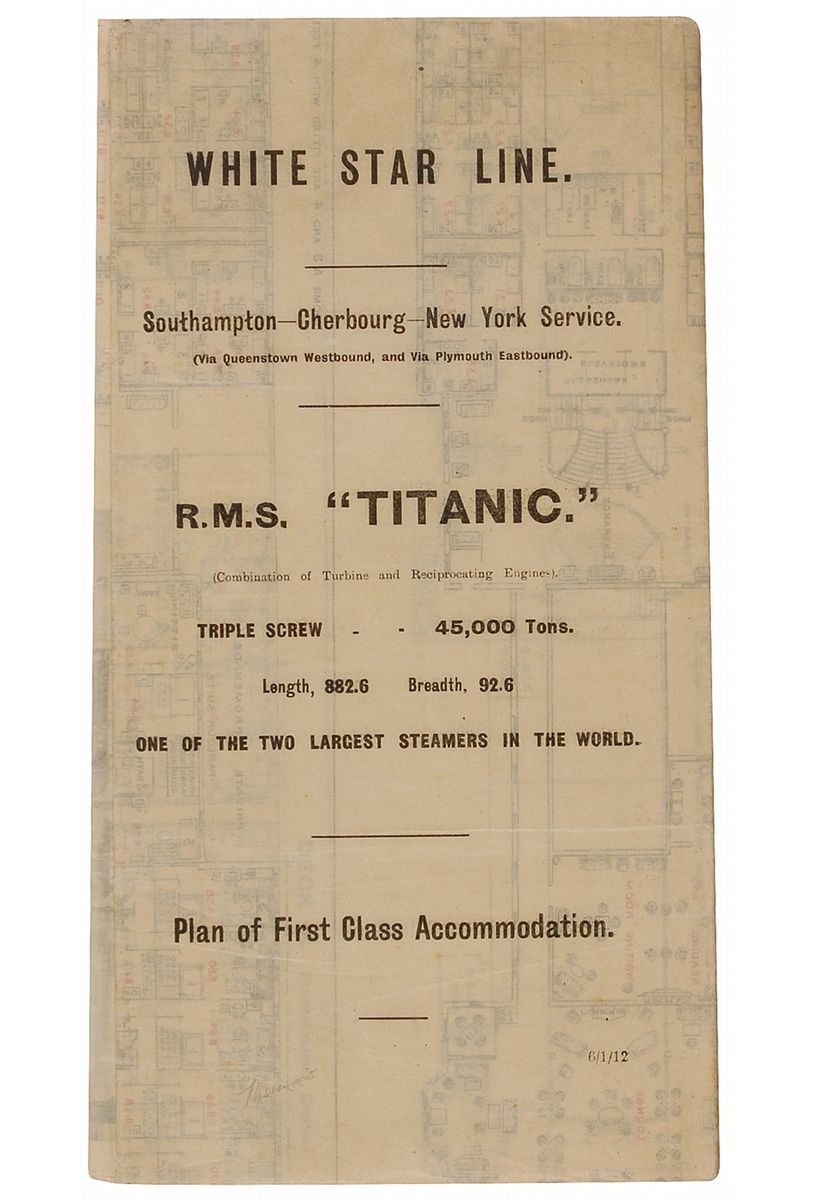 WHITE STAR LINE.
Southampton—Cherbourg—New York Service.
(Via Queenstown Westbound, and Via Plymouth Eastbound).
R.M.S. “TITANIC.”
(Combination of Turbine and Reciprocating Engines).
TRIPLE SCREW - - 45,000 Tons.
Length, 882.6 Breadth, 92.6
ONE OF THE TWO LARGEST STEAMERS IN THE WORLD.
Plan of First Class Accommodation.
6/1/12